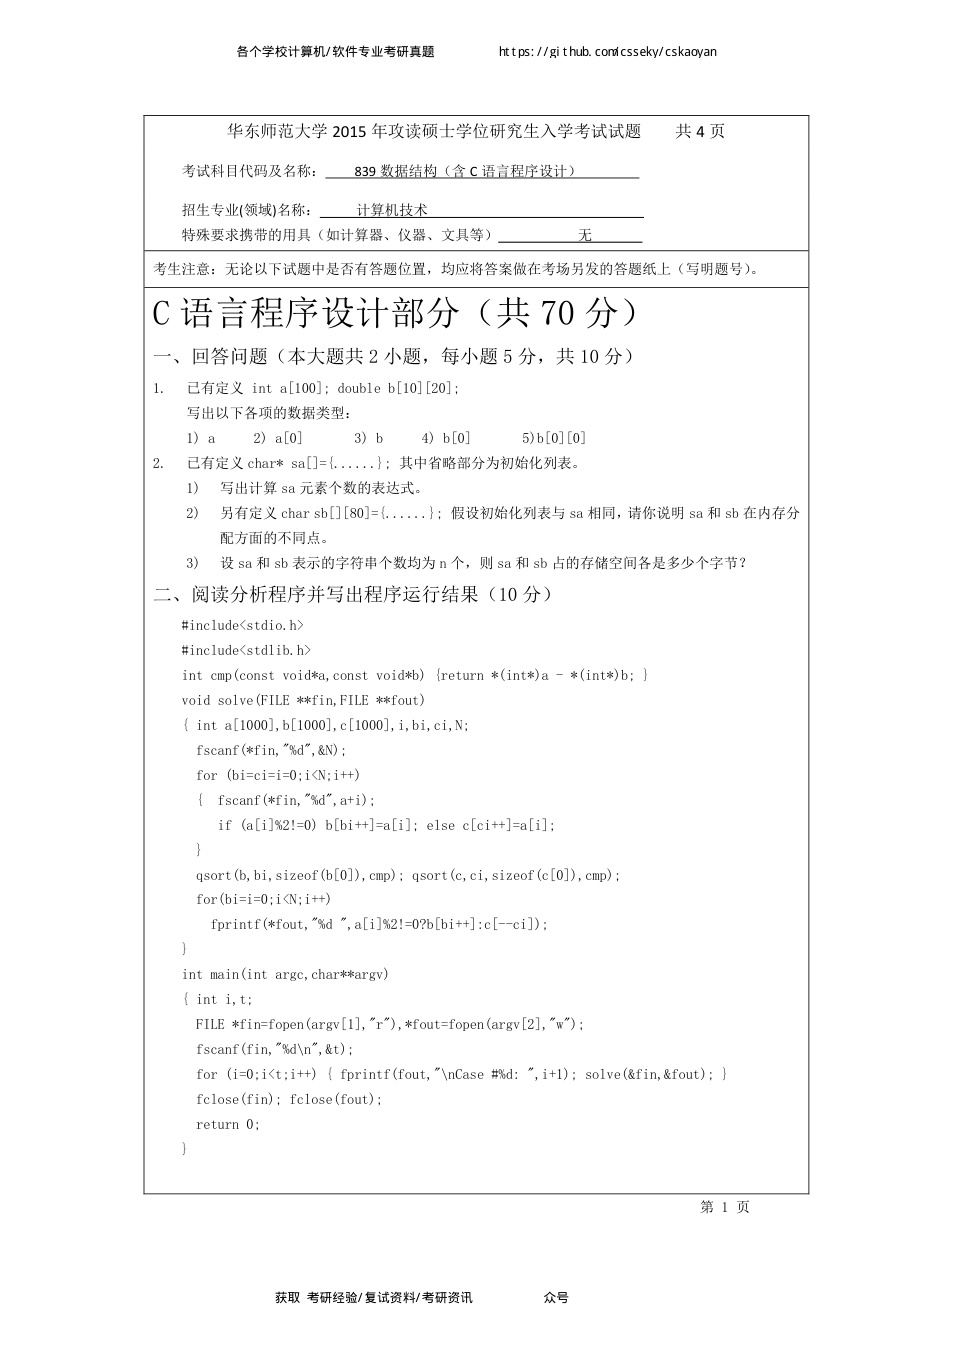 各个学校计算机/软件专业考研真题 https://github.com/csseky/cskaoyan
华东师范大学 2015 年攻读硕士学位研究生入学考试试题 共 4 页
考试科目代码及名称： 839 数据结构（含 C 语言程序设计）
招生专业(领域)名称： 计算机技术
特殊要求携带的用具（如计算器、仪器、文具等） 无
考生注意：无论以下试题中是否有答题位置，均应将答案做在考场另发的答题纸上（写明题号）。
C 语言程序设计部分（共 70 分）
一、回答问题（本大题共 2 小题，每小题 5 分，共 10 分）
1. 已有定义 int a[100]; double b[10][20];
写出以下各项的数据类型：
1) a 2) a[0] 3) b 4) b[0] 5)b[0][0]
2. 已有定义 char* sa[]={......}; 其中省略部分为初始化列表。
1) 写出计算 sa 元素个数的表达式。
2) 另有定义 char sb[][80]={......}; 假设初始化列表与 sa 相同，请你说明 sa 和 sb 在内存分
配方面的不同点。
3) 设 sa 和 sb 表示的字符串个数均为 n 个，则 sa 和 sb 占的存储空间各是多少个字节？
二、阅读分析程序并写出程序运行结果（10 分）
#include<stdio.h>
#include<stdlib.h>
int cmp(const void*a,const void*b) {return *(int*)a - *(int*)b; }
void solve(FILE **fin,FILE **fout)
{ int a[1000],b[1000],c[1000],i,bi,ci,N;
fscanf(*fin,"%d",&N);
for (bi=ci=i=0;i<N;i++)
{ fscanf(*fin,"%d",a+i);
if (a[i]%2!=0) b[bi++]=a[i]; else c[ci++]=a[i];
}
qsort(b,bi,sizeof(b[0]),cmp); qsort(c,ci,sizeof(c[0]),cmp);
for(bi=i=0;i<N;i++)
fprintf(*fout,"%d ",a[i]%2!=0?b[bi++]:c[--ci]);
}
int main(int argc,char**argv)
{ int i,t;
FILE *fin=fopen(argv[1],"r"),*fout=fopen(argv[2],"w");
fscanf(fin,"%d\n",&t);
for (i=0;i<t;i++) { fprintf(fout,"\nCase #%d: ",i+1); solve(&fin,&fout); }
fclose(fin); fclose(fout);
return 0;
}
第 1 页
获取 考研经验/复试资料/考研资讯 众号